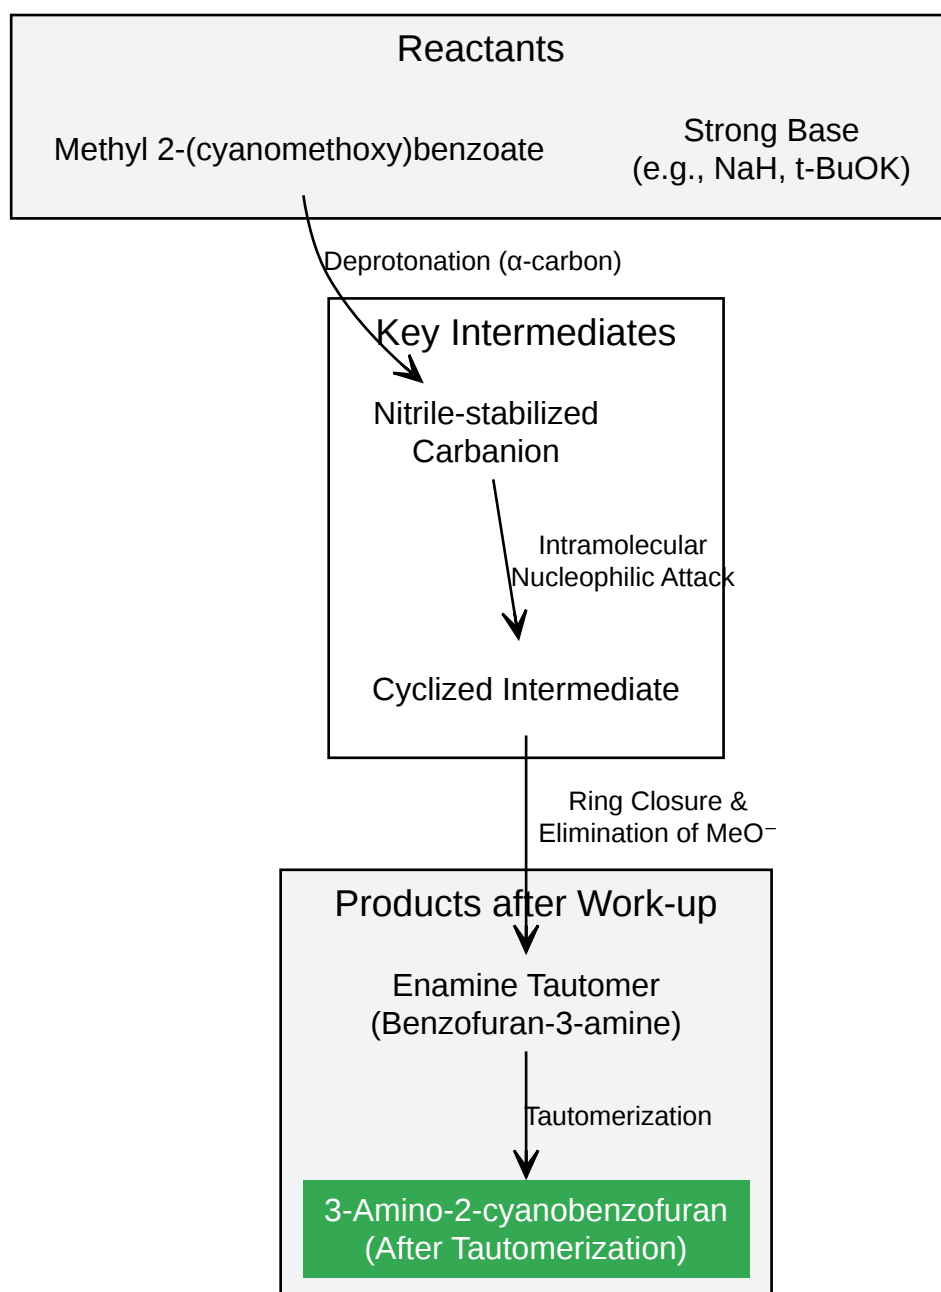 Reactants
Methyl 2-(cyanomethoxy)benzoate
Strong Base
(e.g., NaH, t-BuOK)
Deprotonation (α-carbon)
Key Intermediates
Nitrile-stabilized
Carbanion
Intramolecular
Nucleophilic Attack
Cyclized Intermediate
Ring Closure &
Elimination of MeO⁻
Products after Work-up
Enamine Tautomer
(Benzofuran-3-amine)
Tautomerization
3-Amino-2-cyanobenzofuran
(After Tautomerization)